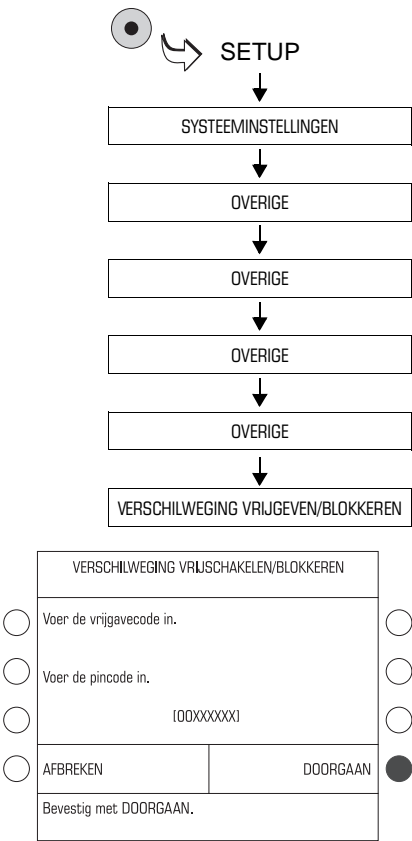 SETUP
SYSTEEMINSTELLINGEN
OVERIGE
OVERIGE
OVERIGE
OVERIGE
VERSCHILWEGING VRIJGEVEN/BLOKKEREN
VERSCHILWEGING VRIJSCHAKELEN/BLOKKEREN
Voer de vrijgavecode in.
Voer de pincode in.
[00XXXXXX]
AFBREKEN DOORGAAN
Bevestig met DOORGAAN.